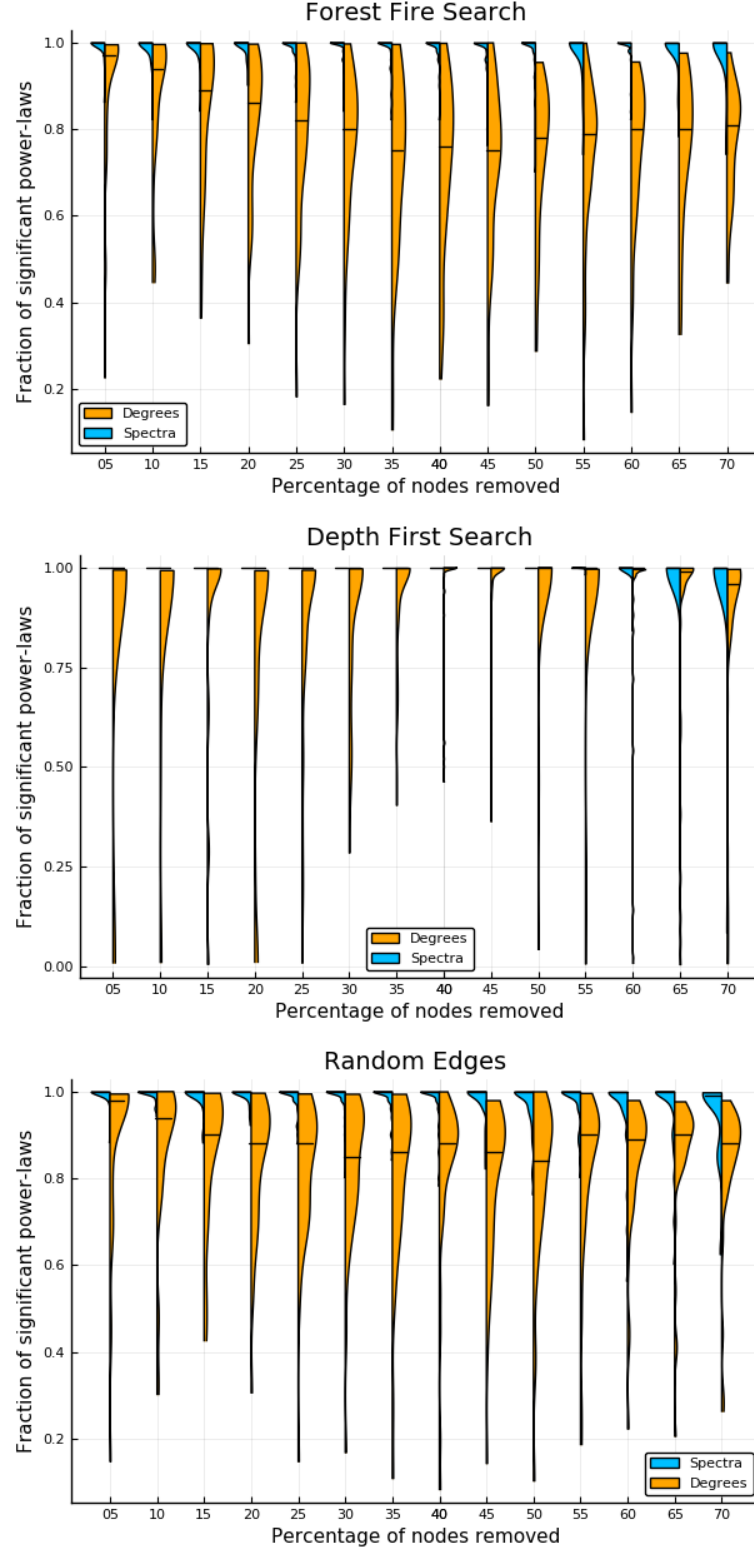 Forest Fire Search
Fraction of significant power-laws
1.0
0.8
0.6
0.4
0.2
Degrees
Spectra
05 10 15 20 25 30 35 40 45 50 55 60 65 70
Percentage of nodes removed
Depth First Search
Fraction of significant power-laws
1.00
0.75
0.50
0.25
0.00
Degrees
Spectra
05 10 15 20 25 30 35 40 45 50 55 60 65 70
Percentage of nodes removed
Random Edges
Fraction of significant power-laws
1.0
0.8
0.6
0.4
0.2
Spectra
Degrees
05 10 15 20 25 30 35 40 45 50 55 60 65 70
Percentage of nodes removed